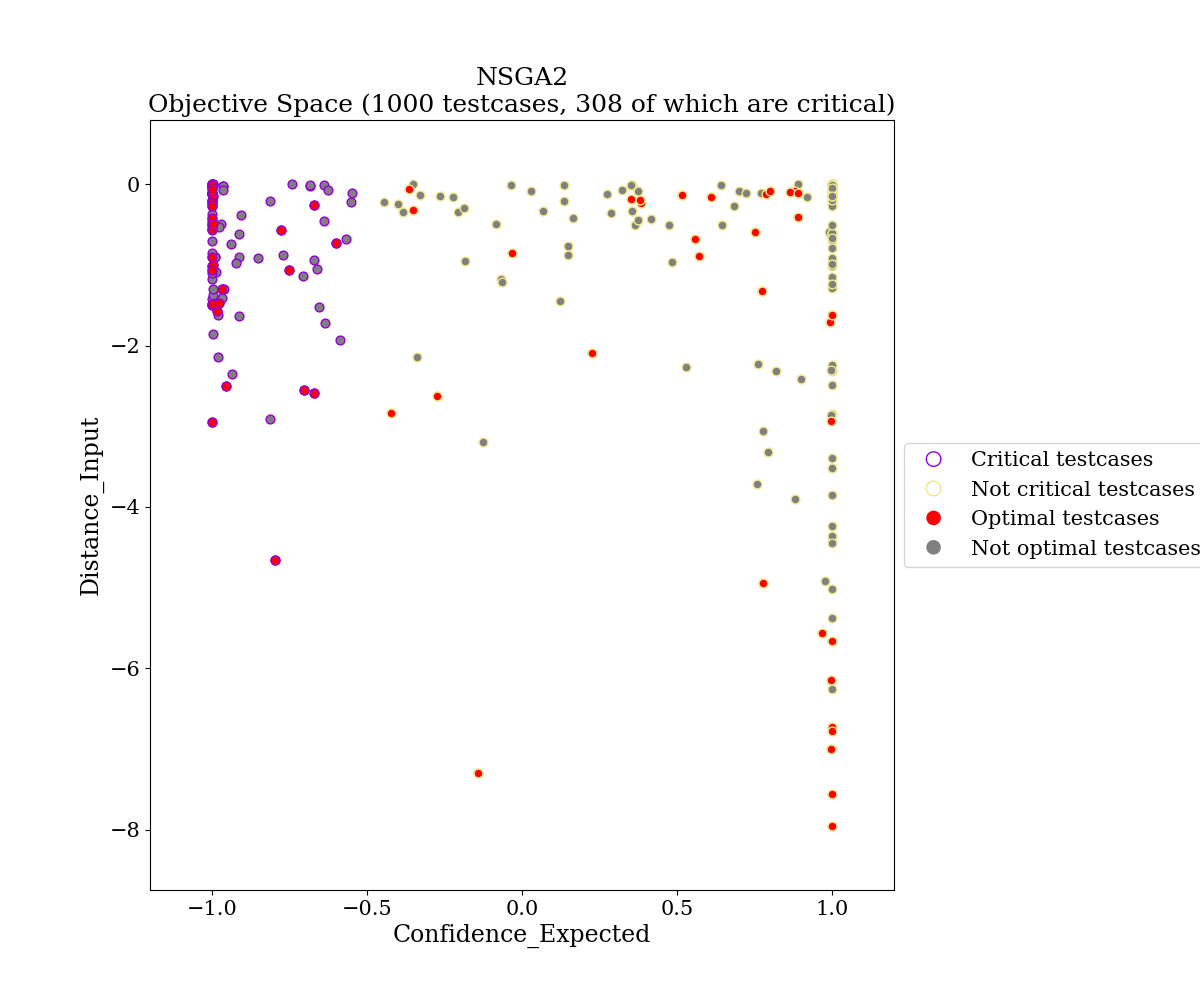 NSGA2
Objective Space (1000 testcases, 308 of which are critical)
0
−2
−4
−6
−8
Distance_Input
−1.0
−0.5
0.0
0.5
1.0
Confidence_Expected
Critical testcases
Not critical testcases
Optimal testcases
Not optimal testcases